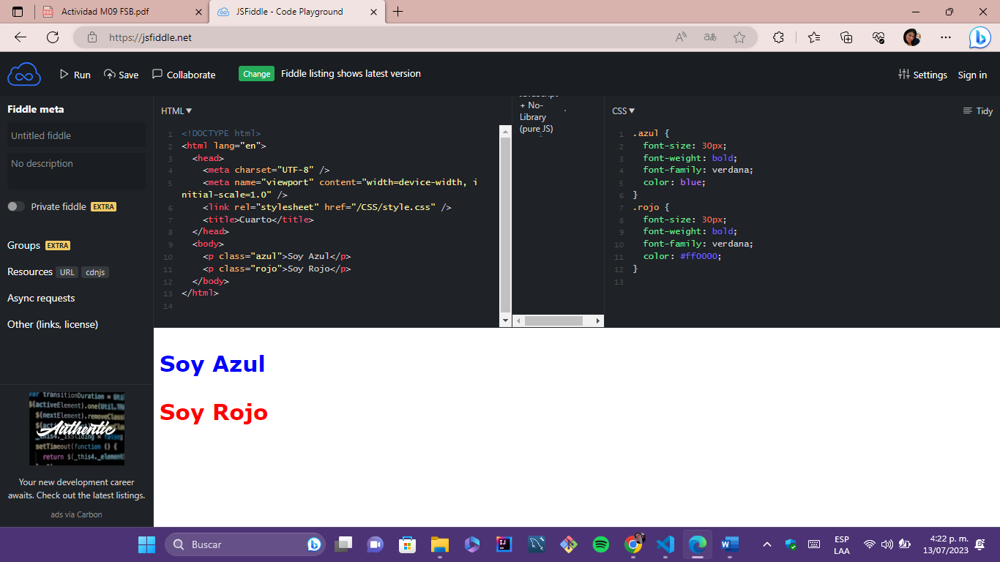 Actividad M09 FSB.pdf
JSFiddle - Code Playground
https://jsfiddle.net
Run
Save
Collaborate
Change
Fiddle listing shows latest version
Settings
Sign in
Fiddle meta
Untitled fiddle
No description
Private fiddle EXTRA
Groups EXTRA
Resources URL cdnjs
Async requests
Other (links, license)
HTML▼
1 <!DOCTYPE html>
2 <html lang="en">
3 <head>
4 <meta charset="UTF-8" />
5 <meta name="viewport" content="width=device-width, i
nitial-scale=1.0" />
6 <link rel="stylesheet" href="/CSS/style.css" />
7 <title>Cuarto</title>
8 </head>
9 <body>
10 <p class="azul">Soy Azul</p>
11 <p class="rojo">Soy Rojo</p>
12 </body>
13 </html>
14
+ No-
Library
(pure JS)
1
CSS▼
Tidy
1 .azul {
2 font-size: 30px;
3 font-weight: bold;
4 font-family: verdana;
5 color: blue;
6 }
7 .rojo {
8 font-size: 30px;
9 font-weight: bold;
10 font-family: verdana;
11 color: #ff0000;
12 }
13
Soy Azul
Soy Rojo
var transitionDuration = Uti
$(activeElement).one(Util.TR
$(nextElement).removeClas
Authentic
setTimeout(function () {
return $(_this4._element
Your new development career
awaits. Check out the latest listings.
ads via Carbon
Buscar
ESP
LAA
4:22 p. m.
13/07/2023